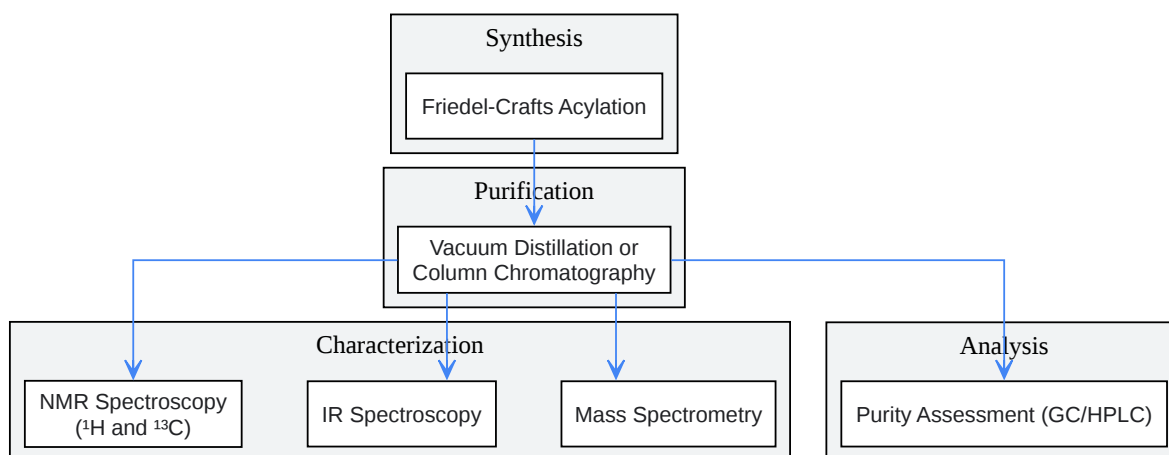 Synthesis
Friedel-Crafts Acylation
Purification
Vacuum Distillation or
Column Chromatography
Characterization
NMR Spectroscopy
(¹H and ¹³C)
IR Spectroscopy
Mass Spectrometry
Analysis
Purity Assessment (GC/HPLC)